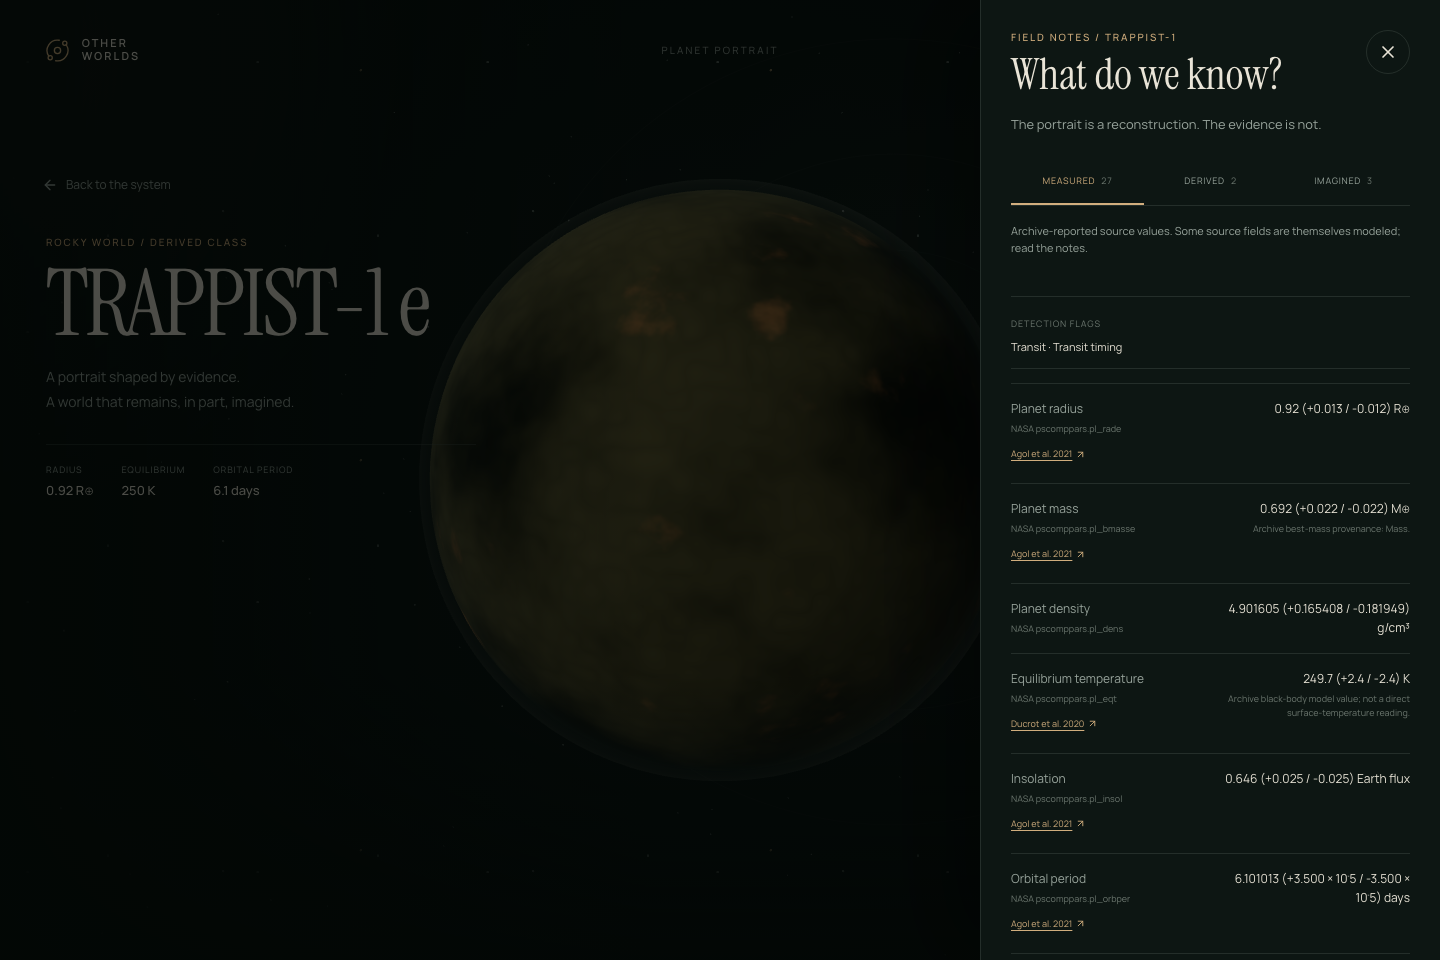 OTHER
WORLDS
PLANET PORTRAIT
Back to the system
ROCKY WORLD / DERIVED CLASS
TRAPPIST-1 e
A portrait shaped by evidence.
A world that remains, in part, imagined.
RADIUS
EQUILIBRIUM
ORBITAL PERIOD
0.92 R⊕
250 K
6.1 days
FIELD NOTES / TRAPPIST-1
What do we know?
The portrait is a reconstruction. The evidence is not.
MEASURED 27
DERIVED 2
IMAGINED 3
Archive-reported source values. Some source fields are themselves modeled;
read the notes.
DETECTION FLAGS
Transit · Transit timing
Planet radius
0.92 (+0.013 / -0.012) R⊕
NASA pscomppars.pl_rade
Agol et al. 2021
Planet mass
0.692 (+0.022 / -0.022) M⊕
NASA pscomppars.pl_bmasse
Archive best-mass provenance: Mass.
Agol et al. 2021
Planet density
4.901605 (+0.165408 / -0.181949)
g/cm³
NASA pscomppars.pl_dens
Equilibrium temperature
249.7 (+2.4 / -2.4) K
NASA pscomppars.pl_eqt
Archive black-body model value; not a direct
surface-temperature reading.
Ducrot et al. 2020
Insolation
0.646 (+0.025 / -0.025) Earth flux
NASA pscomppars.pl_insol
Agol et al. 2021
Orbital period
6.101013 (+3.500 × 10⁻5 / -3.500 ×
10⁻5) days
NASA pscomppars.pl_orbper
Agol et al. 2021